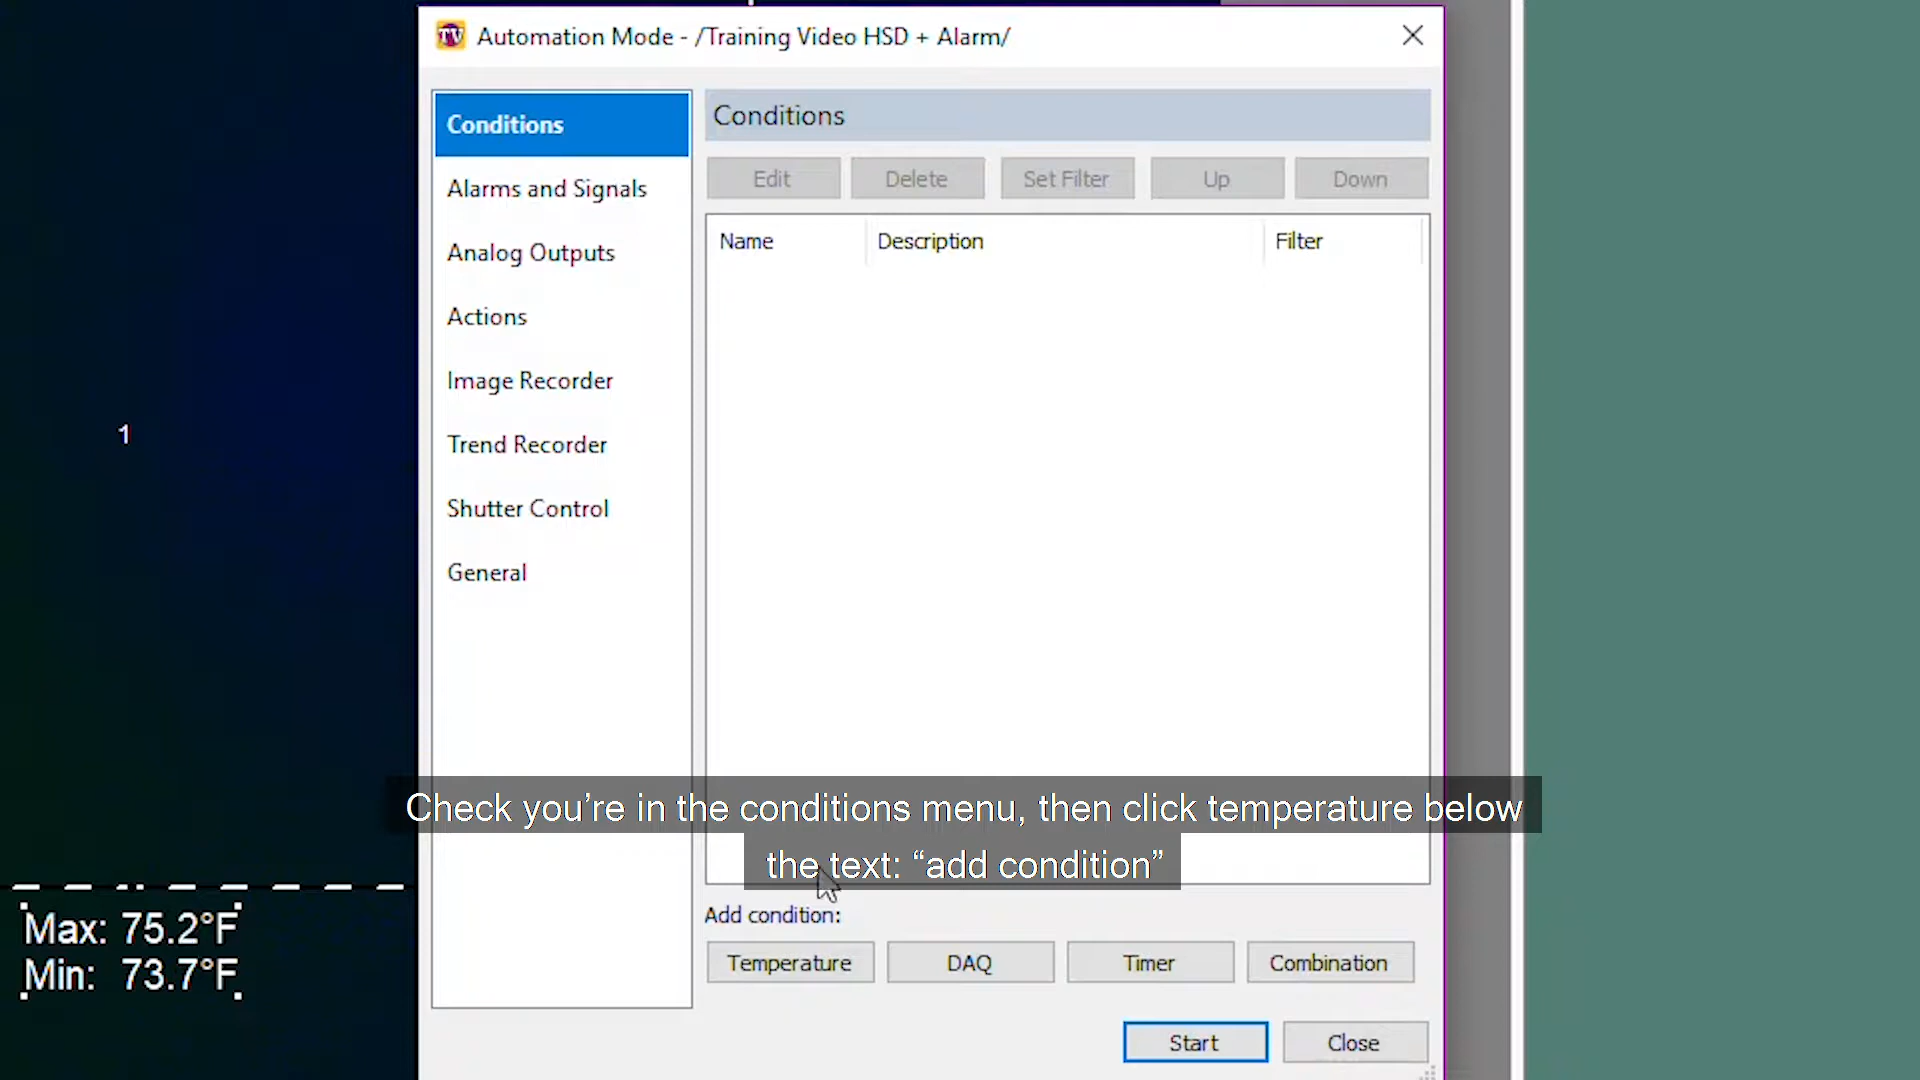 TV Automation Mode - /Training Video HSD + Alarm/
Conditions
Alarms and Signals
Analog Outputs
Actions
Image Recorder
Trend Recorder
Shutter Control
General
Conditions
Edit Delete Set Filter Up Down
Name Description Filter
1
Check you’re in the conditions menu, then click temperature below
the text: “add condition”
Max: 75.2°F
Min: 73.7°F
Add condition:
Temperature DAQ Timer Combination
Start Close